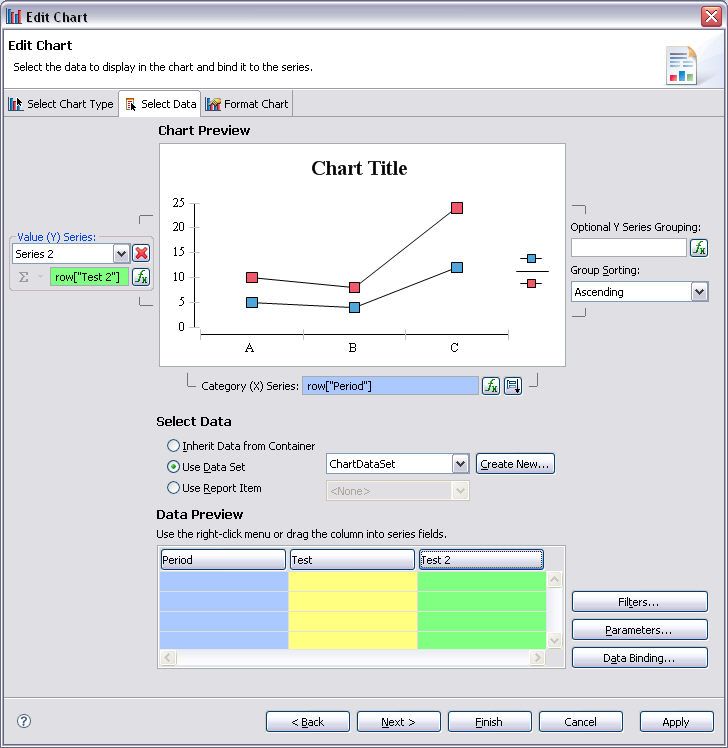 Edit Chart
Edit Chart
Select the data to display in the chart and bind it to the series.
Select Chart Type
Select Data
Format Chart
Chart Preview
Chart Title
25
20
15
10
5
0
A
B
C
Value (Y) Series:
Series 2
Σ
row["Test 2"]
fx
Optional Y Series Grouping:
fx
Group Sorting:
Ascending
Category (X) Series:
row["Period"]
fx
Select Data
Inherit Data from Container
Use Data Set
ChartDataSet
Create New...
Use Report Item
<None>
Data Preview
Use the right-click menu or drag the column into series fields.
Period
Test
Test 2
Filters...
Parameters...
Data Binding...
?
< Back
Next >
Finish
Cancel
Apply